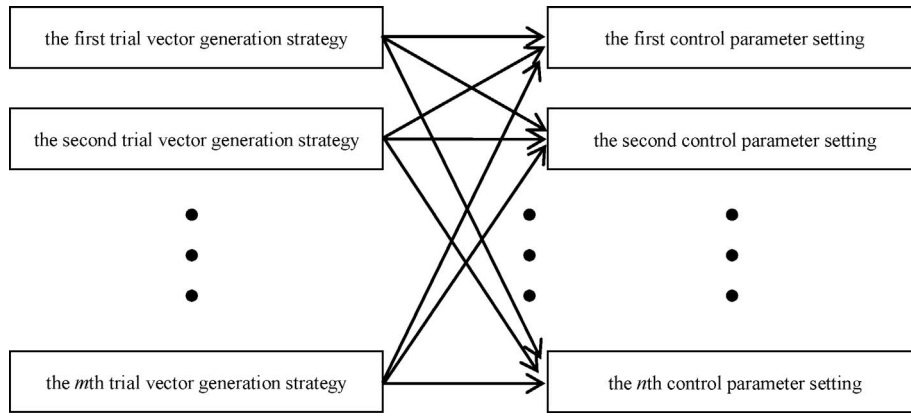 the first trial vector generation strategy
the first control parameter setting
the second trial vector generation strategy
the second control parameter setting
the mth trial vector generation strategy
the nth control parameter setting